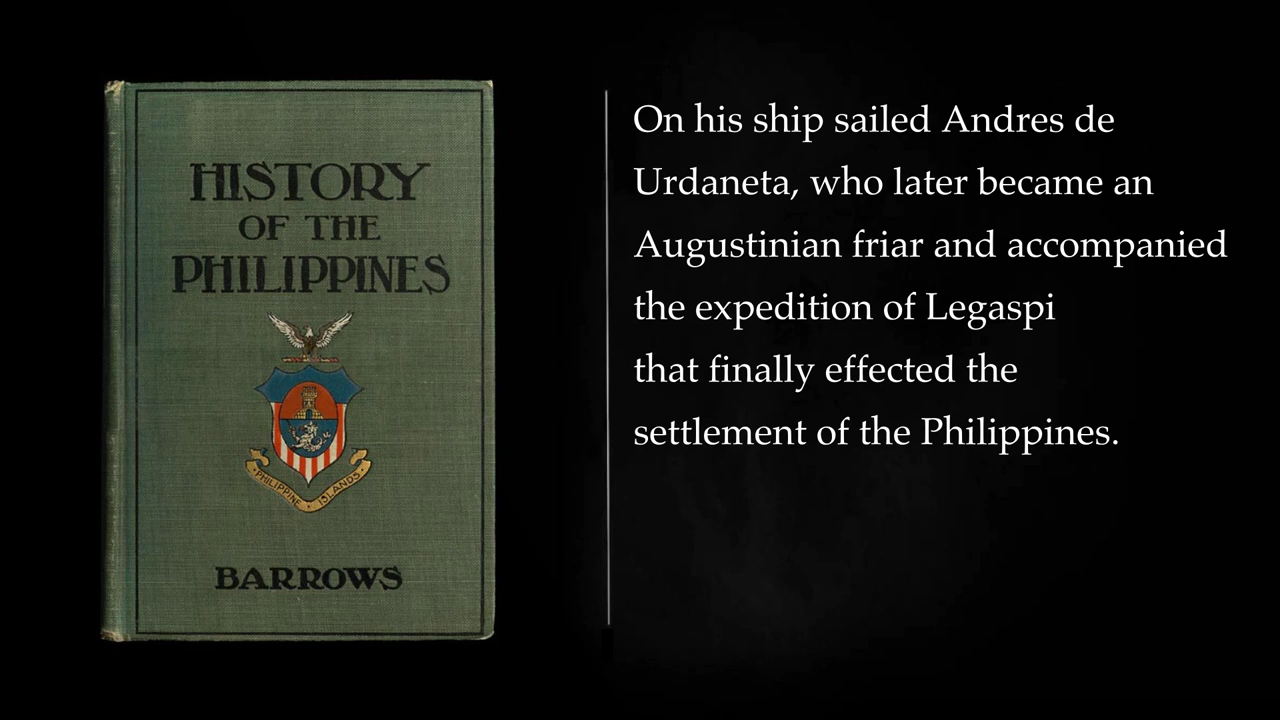 HISTORY
OF THE
PHILIPPINES
PHILIPPINE ISLANDS
BARROWS
On his ship sailed Andres de
Urdaneta, who later became an
Augustinian friar and accompanied
the expedition of Legaspi
that finally effected the
settlement of the Philippines.